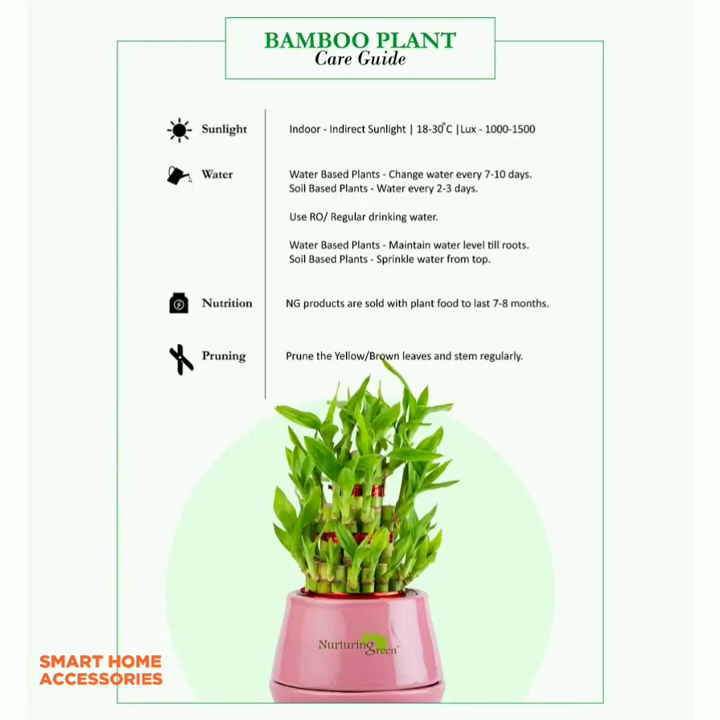 BAMBOO PLANT
Care Guide
Sunlight
Indoor - Indirect Sunlight | 18-30°C |Lux - 1000-1500
Water
Water Based Plants - Change water every 7-10 days.
Soil Based Plants - Water every 2-3 days.
Use RO/ Regular drinking water.
Water Based Plants - Maintain water level till roots.
Soil Based Plants - Sprinkle water from top.
Nutrition
NG products are sold with plant food to last 7-8 months.
Pruning
Prune the Yellow/Brown leaves and stem regularly.
Nurturing Green
SMART HOME
ACCESSORIES